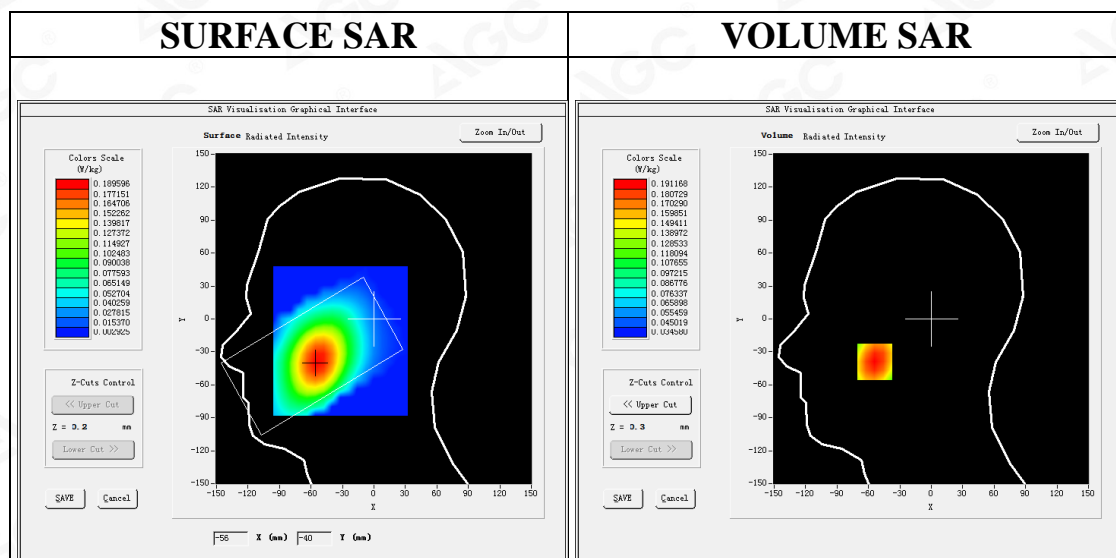 SURFACE SAR
VOLUME SAR
SAR Visualisation Graphical Interface
Surface Radiated Intensity
Zoom In/Out
Colors Scale
(W/kg)
0.189596
0.177151
0.164706
0.152262
0.139817
0.127372
0.114927
0.102483
0.090038
0.077593
0.065149
0.052704
0.040259
0.027815
0.015370
0.002925
150
120
90
60
30
0
-30
-60
-90
-120
-150
Y
-150 -120 -90 -60 -30 0 30 60 90 120 150
X
Z-Cuts Control
<< Upper Cut
Z = 0.2 mm
Lower Cut >>
SAVE Cancel
-56 X (mm) -40 Y (mm)
SAR Visualisation Graphical Interface
Volume Radiated Intensity
Zoom In/Out
Colors Scale
(W/kg)
0.191168
0.180729
0.170290
0.159851
0.149411
0.138972
0.128533
0.118094
0.107655
0.097215
0.086776
0.076337
0.065898
0.055459
0.045019
0.034580
150
120
90
60
30
0
-30
-60
-90
-120
-150
Y
-150 -120 -90 -60 -30 0 30 60 90 120 150
X
Z-Cuts Control
<< Upper Cut
Z = 0.3 mm
Lower Cut >>
SAVE Cancel
AGC